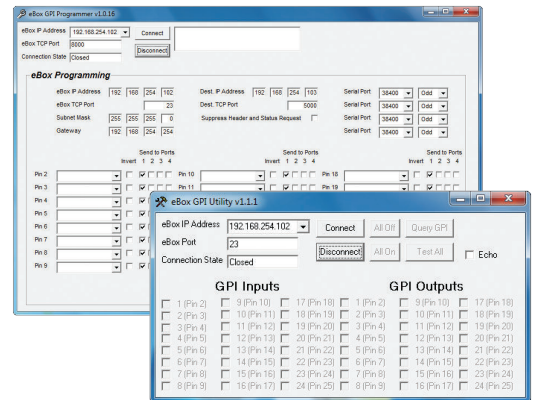 eBox GPI Programmer v1.0.16
eBox IP Address 192.168.254.102 Connect
eBox TCP Port 8000 Disconnect
Connection State Closed
eBox Programming
eBox IP Address 192 168 254 102 Dest. IP Address 192 168 254 103 Serial Port 38400 Odd
eBox TCP Port 23 Dest. TCP Port 5000 Serial Port 38400 Odd
Subnet Mask 255 255 255 0 Suppress Header and Status Request Serial Port 38400 Odd
Gateway 192 168 254 254 Serial Port 38400 Odd
Send to Ports Send to Ports Send to Ports
Invert 1 2 3 4 Invert 1 2 3 4 Invert 1 2 3 4
Pin 2 Pin 10 Pin 18
Pin 3 Pin 11 Pin 19
Pin 4
Pin 5
Pin 6
Pin 7
Pin 8
Pin 9
eBox GPI Utility v1.1.1
eBox IP Address 192.168.254.102 Connect All Off Query GPI
eBox Port 23
Disconnect All On Test All Echo
Connection State Closed
GPI Inputs GPI Outputs
1 (Pin 2) 9 (Pin 10) 17 (Pin 18) 1 (Pin 2) 9 (Pin 10) 17 (Pin 18)
2 (Pin 3) 10 (Pin 11) 18 (Pin 19) 2 (Pin 3) 10 (Pin 11) 18 (Pin 19)
3 (Pin 4) 11 (Pin 12) 19 (Pin 20) 3 (Pin 4) 11 (Pin 12) 19 (Pin 20)
4 (Pin 5) 12 (Pin 13) 20 (Pin 21) 4 (Pin 5) 12 (Pin 13) 20 (Pin 21)
5 (Pin 6) 13 (Pin 14) 21 (Pin 22) 5 (Pin 6) 13 (Pin 14) 21 (Pin 22)
6 (Pin 7) 14 (Pin 15) 22 (Pin 23) 6 (Pin 7) 14 (Pin 15) 22 (Pin 23)
7 (Pin 8) 15 (Pin 16) 23 (Pin 24) 7 (Pin 8) 15 (Pin 16) 23 (Pin 24)
8 (Pin 9) 16 (Pin 17) 24 (Pin 25) 8 (Pin 9) 16 (Pin 17) 24 (Pin 25)